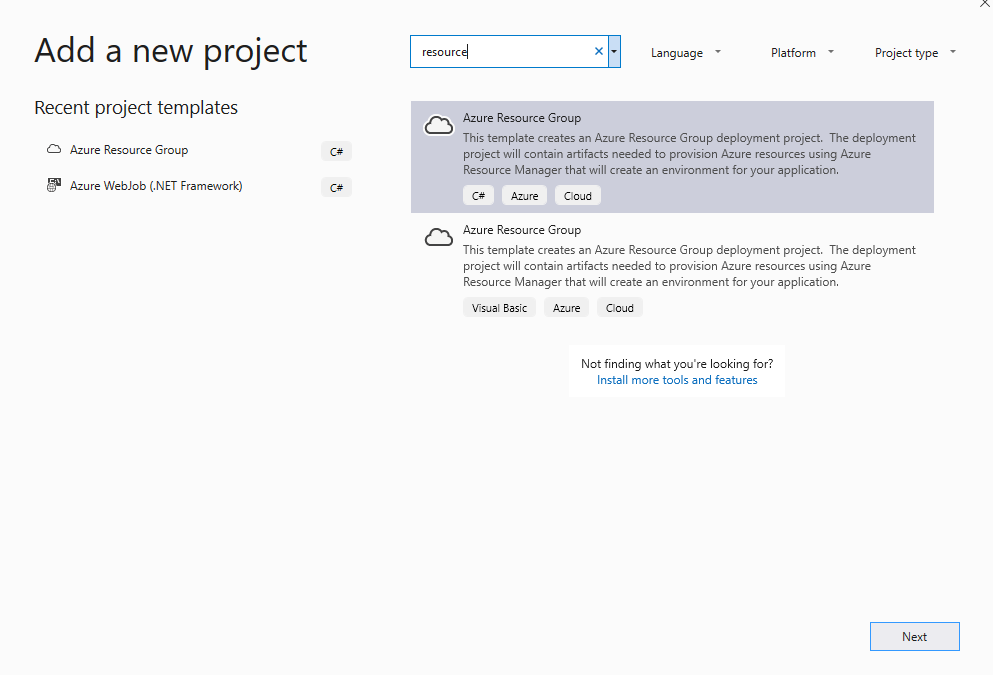 Add a new project
resource
Language
Platform
Project type
Recent project templates
Azure Resource Group
C#
Azure WebJob (.NET Framework)
C#
Azure Resource Group
This template creates an Azure Resource Group deployment project.  The deployment
project will contain artifacts needed to provision Azure resources using Azure
Resource Manager that will create an environment for your application.
C# Azure Cloud
Azure Resource Group
This template creates an Azure Resource Group deployment project.  The deployment
project will contain artifacts needed to provision Azure resources using Azure
Resource Manager that will create an environment for your application.
Visual Basic Azure Cloud
Not finding what you're looking for?
Install more tools and features
Next